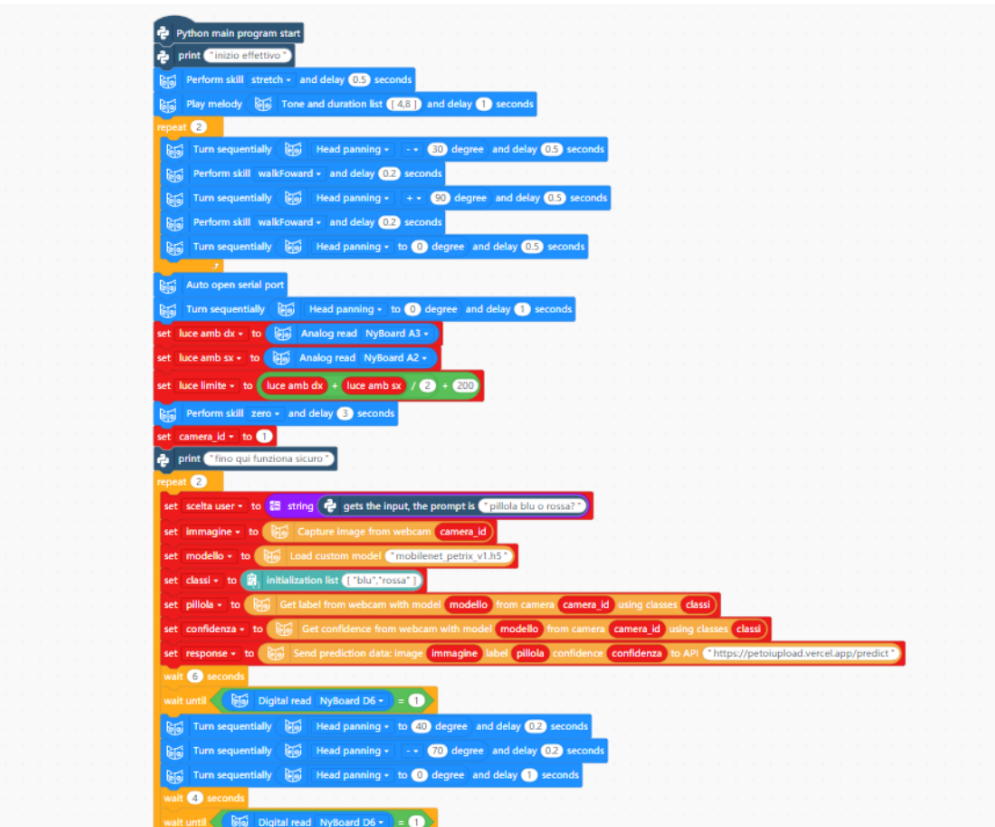 Python main program start
print "inizio effettivo"
Perform skill stretch and delay 0.5 seconds
Play melody Tone and duration list [ 4,8 ] and delay 1 seconds
repeat 2
Turn sequentially Head panning - 30 degree and delay 0.5 seconds
Perform skill walkFoward and delay 0.2 seconds
Turn sequentially Head panning + 90 degree and delay 0.5 seconds
Perform skill walkFoward and delay 0.2 seconds
Turn sequentially Head panning to 0 degree and delay 0.5 seconds
Auto open serial port
Turn sequentially Head panning to 0 degree and delay 1 seconds
set luce amb dx to Analog read NyBoard A3
set luce amb sx to Analog read NyBoard A2
set luce limite to luce amb dx + luce amb sx / 2 + 200
Perform skill zero and delay 3 seconds
set camera_id to 1
print "fino qui funziona sicuro"
repeat 2
set scelta user to string gets the input, the prompt is "pillola blu o rossa?"
set immagine to Capture image from webcam camera_id
set modello to Load custom model "mobilenet_petrix_v1.h5"
set classi to initialization list [ "blu","rossa" ]
set pillola to Get label from webcam with model modello from camera camera_id using classes classi
set confidenza to Get confidence from webcam with model modello from camera camera_id using classes classi
set response to Send prediction data: image immagine label pillola confidence confidenza to API "https://petoiupload.vercel.app/predict"
wait 6 seconds
wait until Digital read NyBoard D6 = 1
Turn sequentially Head panning to 40 degree and delay 0.2 seconds
Turn sequentially Head panning - 70 degree and delay 0.2 seconds
Turn sequentially Head panning to 0 degree and delay 1 seconds
wait 4 seconds
wait until Digital read NyBoard D6 = 1